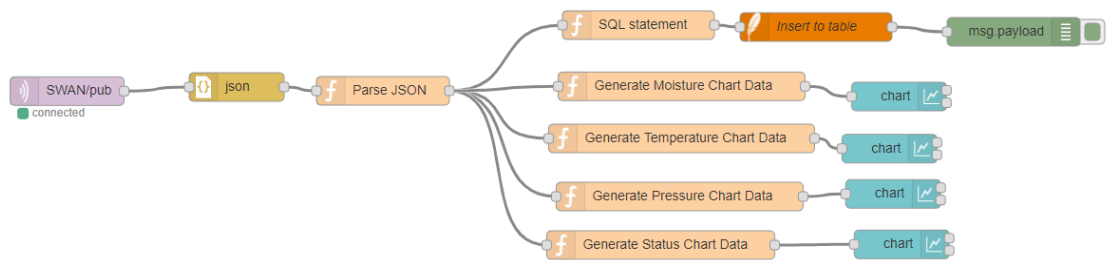 SQL statement
Insert to table
msg.payload
SWAN/pub
json
Parse JSON
connected
Generate Moisture Chart Data
chart
Generate Temperature Chart Data
chart
Generate Pressure Chart Data
chart
Generate Status Chart Data
chart